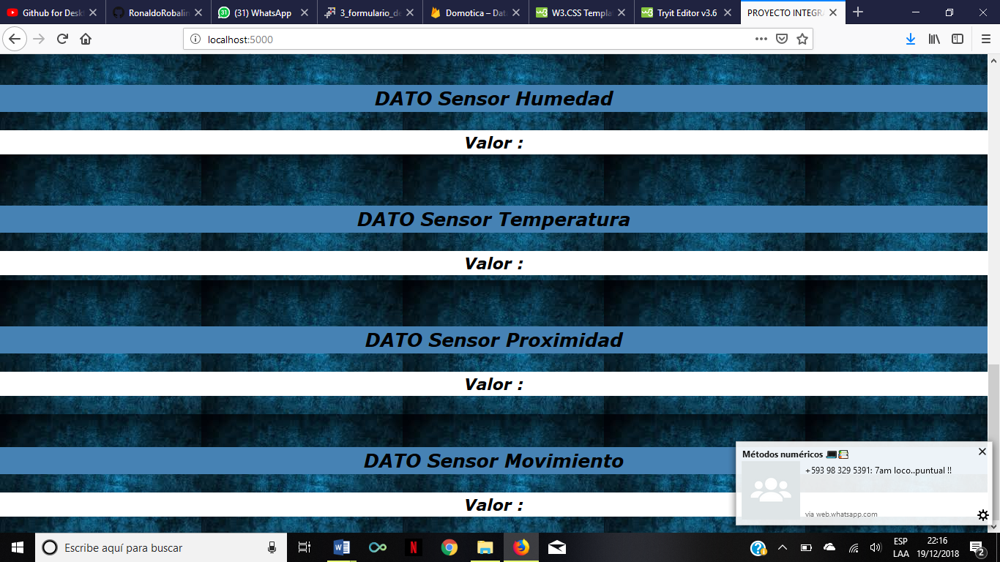 Github for Desk
RonaldoRobalin
(31) WhatsApp
3_formulario_de
Domotica – Data
W3.CSS Templa
Tryit Editor v3.6
PROYECTO INTEGRA
localhost:5000
DATO Sensor Humedad
Valor :
DATO Sensor Temperatura
Valor :
DATO Sensor Proximidad
Valor :
DATO Sensor Movimiento
Valor :
Métodos numéricos
+593 98 329 5391: 7am loco..puntual !!
via web.whatsapp.com
Escribe aquí para buscar
ESP
LAA
22:16
19/12/2018
2